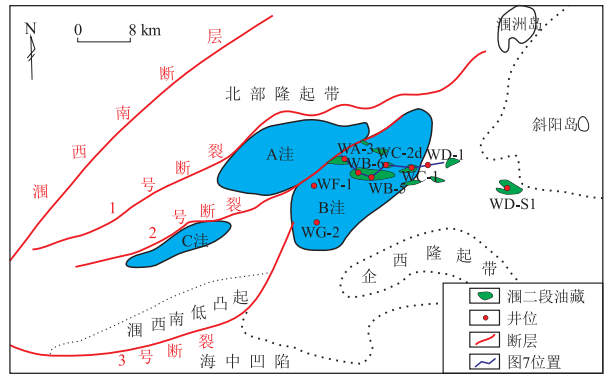 涠洲岛
N
0 8 km
涠西南断层
北部隆起带
斜阳岛
A洼
WA-3
WC-2d
WD-1
WB-6
WC-1
WF-1
WB-5
WD-S1
B洼
1号断裂
2号断裂
WG-2
C洼
企西隆起带
涠西南低凸起
3号断裂
海中凹陷
涠二段油藏
井位
断层
图7位置